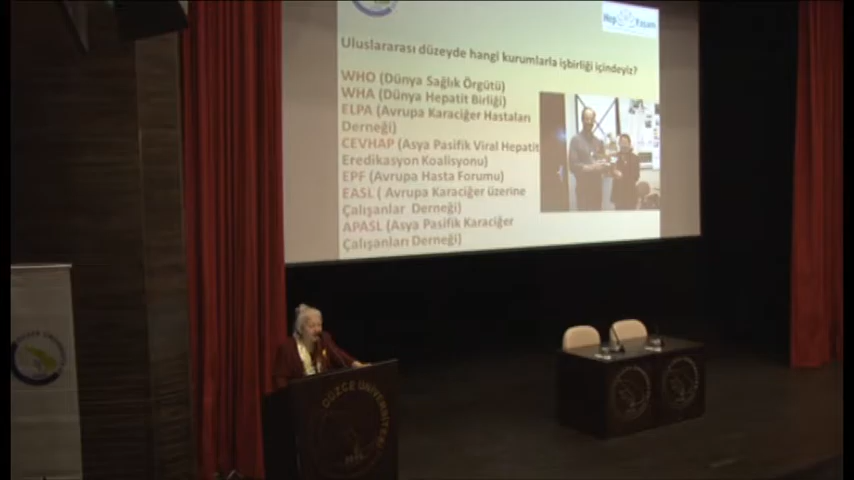 Hep Yaşam
Uluslararası düzeyde hangi kurumlarla işbirliği içindeyiz?
WHO (Dünya Sağlık Örgütü)
WHA (Dünya Hepatit Birliği)
ELPA (Avrupa Karaciğer Hastaları
Derneği)
CEVHAP (Asya Pasifik Viral Hepatit
Eredikasyon Koalisyonu)
EPF (Avrupa Hasta Forumu)
EASL ( Avrupa Karaciğer üzerine
Çalışanlar Derneği)
APASL (Asya Pasifik Karaciğer
Çalışanları Derneği)
DÜZCE ÜNİVERSİTESİ